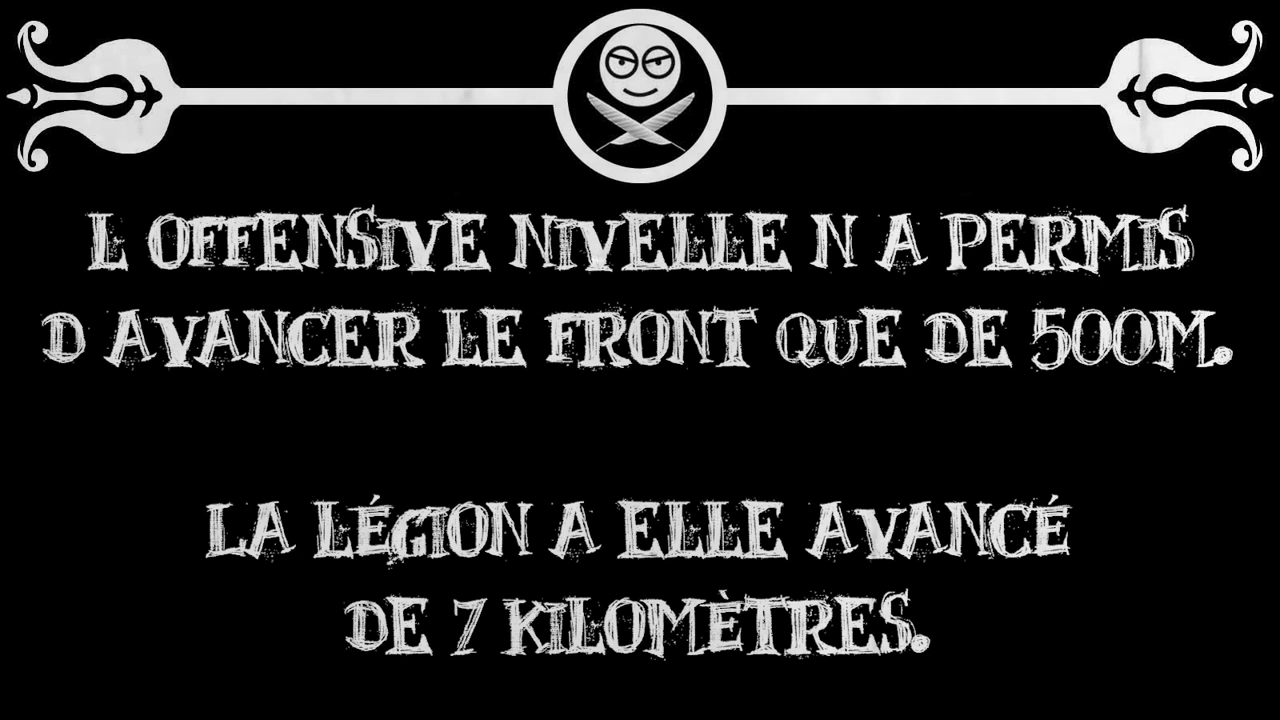 L OFFENSIVE NIVELLE N A PERMIS
D AVANCER LE FRONT QUE DE 500M.
LA LÉGION A ELLE AVANCÉ
DE 7 KILOMÈTRES.